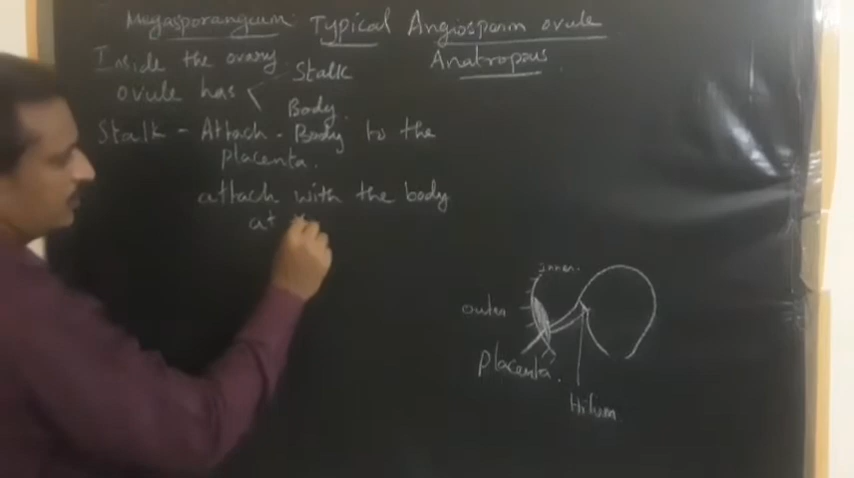 Megasporangium: Typical Angiosperm ovule
Anatropous
Inside the ovary
ovule has < Stalk
Body.
Stalk - Attach - Body to the
placenta.
attach with the body
at
Inner.
outer
Placenta.
Hilum